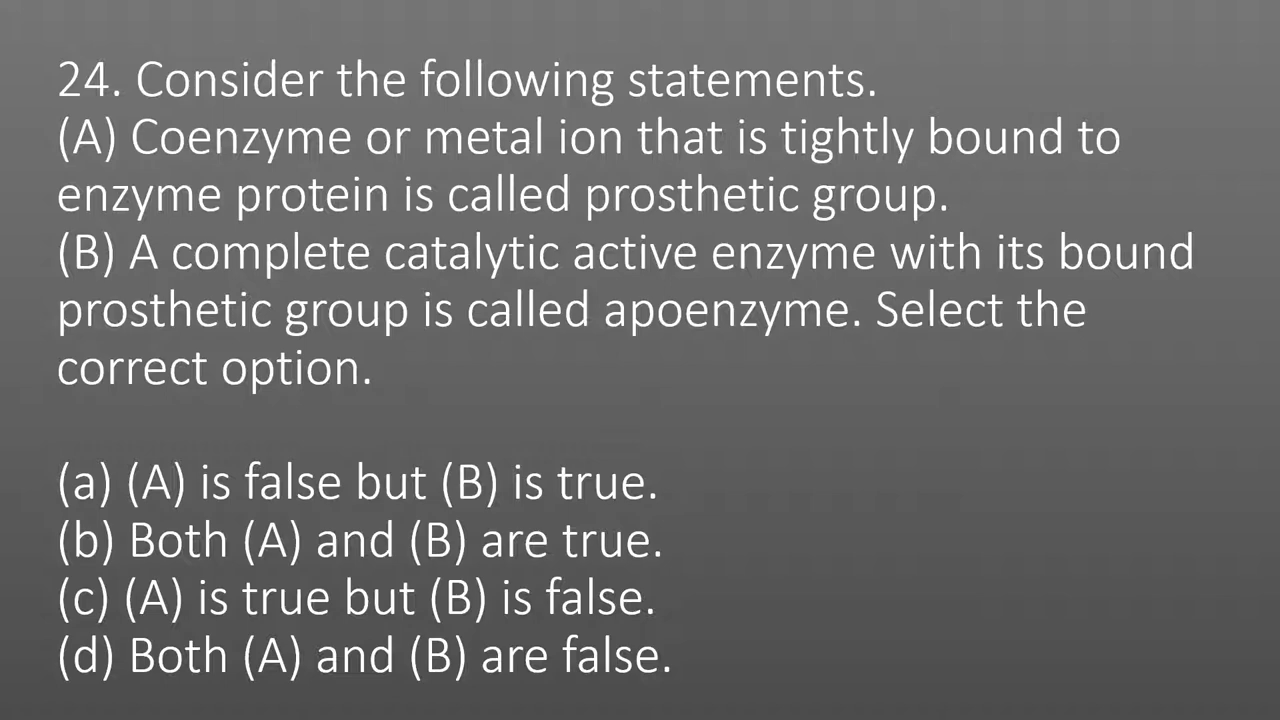 24. Consider the following statements.
(A) Coenzyme or metal ion that is tightly bound to
enzyme protein is called prosthetic group.
(B) A complete catalytic active enzyme with its bound
prosthetic group is called apoenzyme. Select the
correct option.
(a) (A) is false but (B) is true.
(b) Both (A) and (B) are true.
(c) (A) is true but (B) is false.
(d) Both (A) and (B) are false.